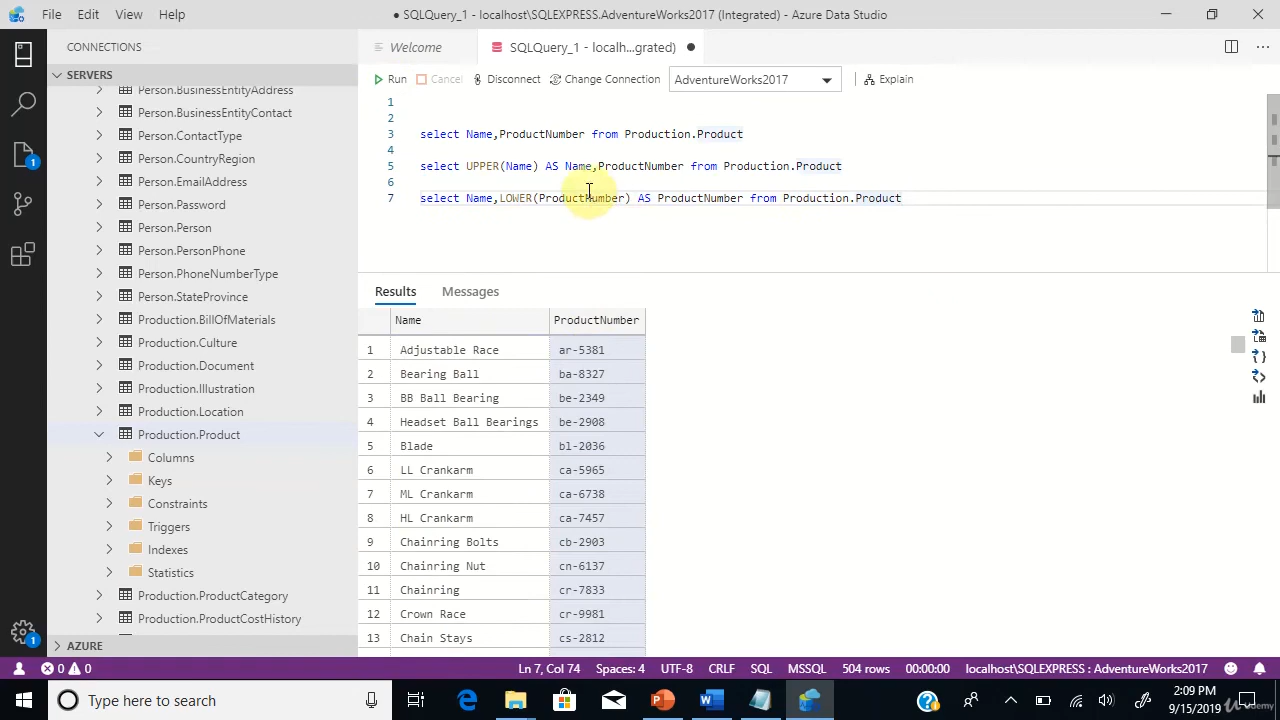 File Edit View Help ● SQLQuery_1 - localhost\SQLEXPRESS.AdventureWorks2017 (Integrated) - Azure Data Studio
CONNECTIONS
SERVERS
Person.BusinessEntityAddress
Person.BusinessEntityContact
Person.ContactType
Person.CountryRegion
Person.EmailAddress
Person.Password
Person.Person
Person.PersonPhone
Person.PhoneNumberType
Person.StateProvince
Production.BillOfMaterials
Production.Culture
Production.Document
Production.Illustration
Production.Location
Production.Product
Columns
Keys
Constraints
Triggers
Indexes
Statistics
Production.ProductCategory
Production.ProductCostHistory
AZURE
1
1
Welcome SQLQuery_1 - localh...grated) ●
Run Cancel Disconnect Change Connection AdventureWorks2017 Explain
1
2
3 select Name,ProductNumber from Production.Product
4
5 select UPPER(Name) AS Name,ProductNumber from Production.Product
6
7 select Name,LOWER(ProductNumber) AS ProductNumber from Production.Product
Results Messages
Name ProductNumber
1 Adjustable Race ar-5381
2 Bearing Ball ba-8327
3 BB Ball Bearing be-2349
4 Headset Ball Bearings be-2908
5 Blade bl-2036
6 LL Crankarm ca-5965
7 ML Crankarm ca-6738
8 HL Crankarm ca-7457
9 Chainring Bolts cb-2903
10 Chainring Nut cn-6137
11 Chainring cr-7833
12 Crown Race cr-9981
13 Chain Stays cs-2812
0 0 Ln 7, Col 74 Spaces: 4 UTF-8 CRLF SQL MSSQL 504 rows 00:00:00 localhost\SQLEXPRESS : AdventureWorks2017
Type here to search
2:09 PM
9/15/2019
Udemy